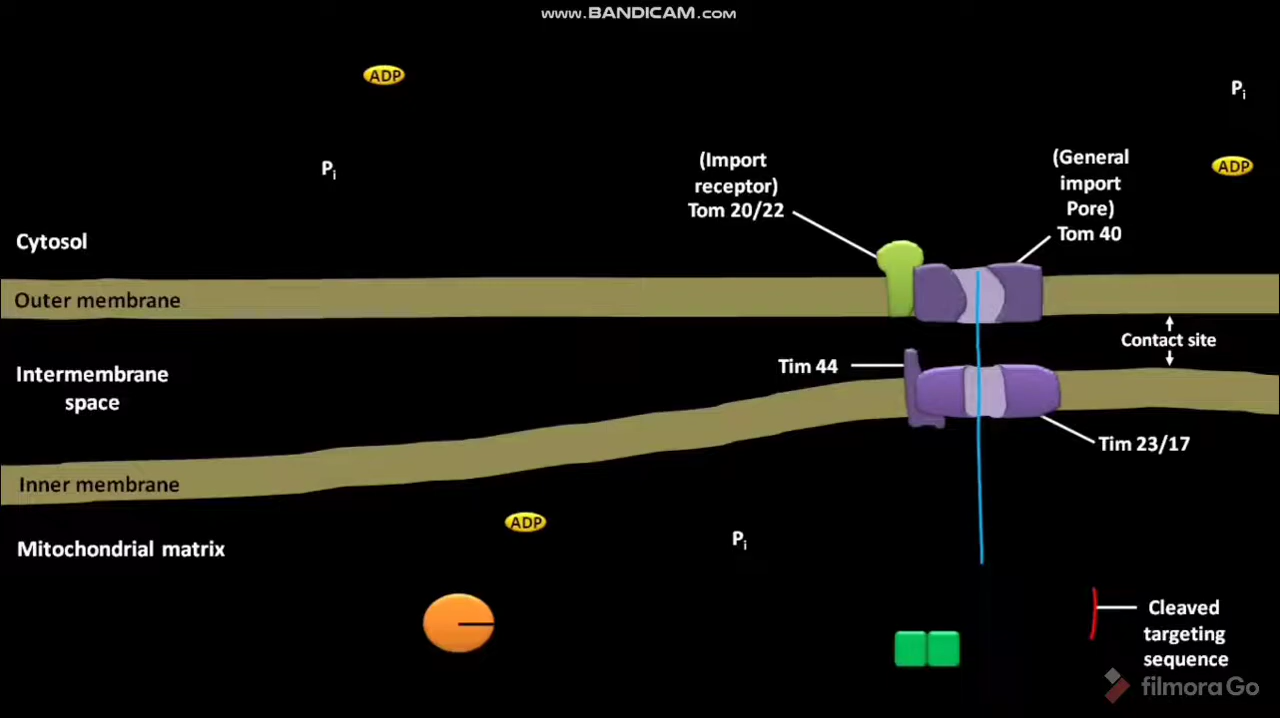 www.BANDICAM.com
ADP
Pi
Pi
ADP
(Import
receptor)
Tom 20/22
(General
import
Pore)
Tom 40
Cytosol
Outer membrane
Contact site
Intermembrane
space
Tim 44
Tim 23/17
Inner membrane
ADP
Pi
Mitochondrial matrix
Cleaved
targeting
sequence
filmoraGo